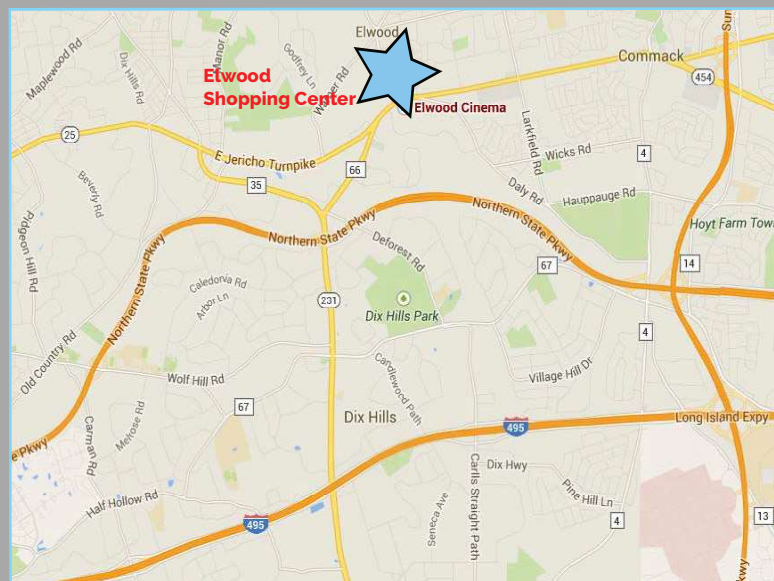 Elwood
Commack
Sun
454
Maplewood Rd
Dix Hills Rd
Manor Rd
Godfrey Ln
Elwood
Shopping Center
Elwood Cinema
25
E Jericho Turnpike
66
35
Larkfield Rd
Wicks Rd
4
Daly Rd
Hauppauge Rd
Beverly Rd
Pidgeon Hill Rd
Northern State Pkwy
Northern State Pkwy
Northern State Pkwy
Deforest Rd
Hoyt Farm Tow
67
14
Caledonia Rd
Arbor Ln
231
Dix Hills Park
4
Old Country Rd
Wolf Hill Rd
Candlewood Path
Village Hill Dr
67
Melrose Rd
Dix Hills
Carman Rd
e Pkwy
495
Long Island Expy
Carlls Straight Path
Dix Hwy
Pine Hill Ln
Half Hollow Rd
Seneca Ave
495
4
13
kwy